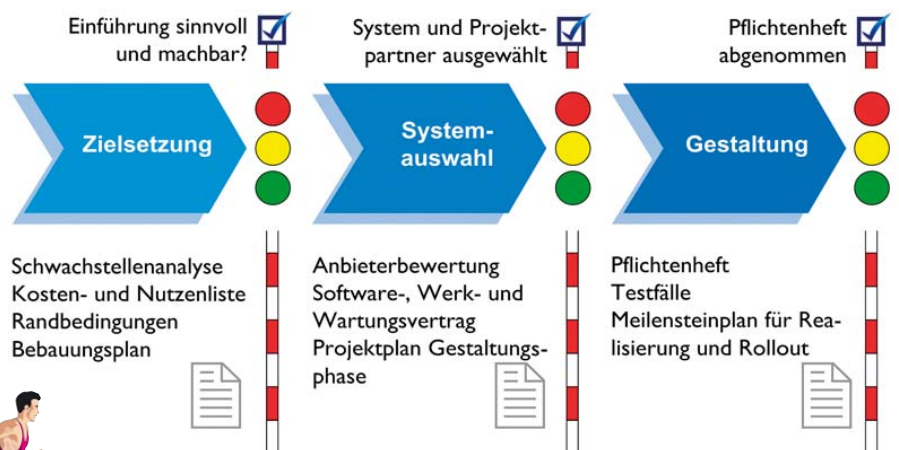 Einführung sinnvoll
und machbar?
System und Projekt-
partner ausgewählt
Pflichtenheft
abgenommen
Zielsetzung
System-
auswahl
Gestaltung
Schwachstellenanalyse
Kosten- und Nutzenliste
Randbedingungen
Bebauungsplan
Anbieterbewertung
Software-, Werk- und
Wartungsvertrag
Projektplan Gestaltungs-
phase
Pflichtenheft
Testfälle
Meilensteinplan für Rea-
lisierung und Rollout